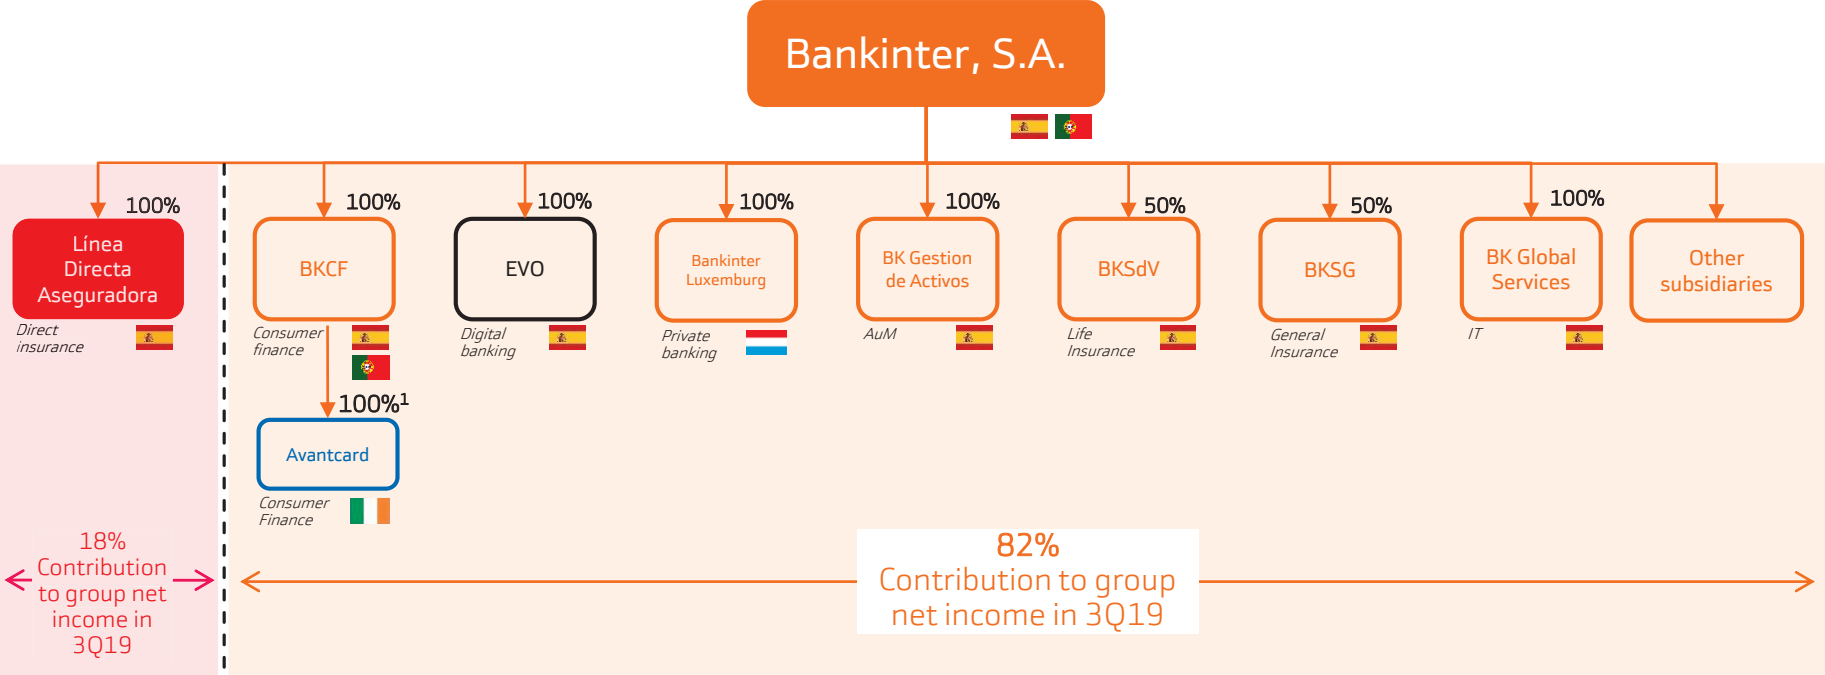 Bankinter, S.A.
100%
Línea
Directa
Aseguradora
Direct
insurance
100%
BKCF
Consumer
finance
100%¹
Avantcard
Consumer
Finance
100%
EVO
Digital
banking
100%
Bankinter
Luxemburg
Private
banking
100%
BK Gestion
de Activos
AuM
50%
BKSdV
Life
Insurance
50%
BKSG
General
Insurance
100%
BK Global
Services
IT
Other
subsidiaries
18%
Contribution
to group net
income in
3Q19
82%
Contribution to group
net income in 3Q19